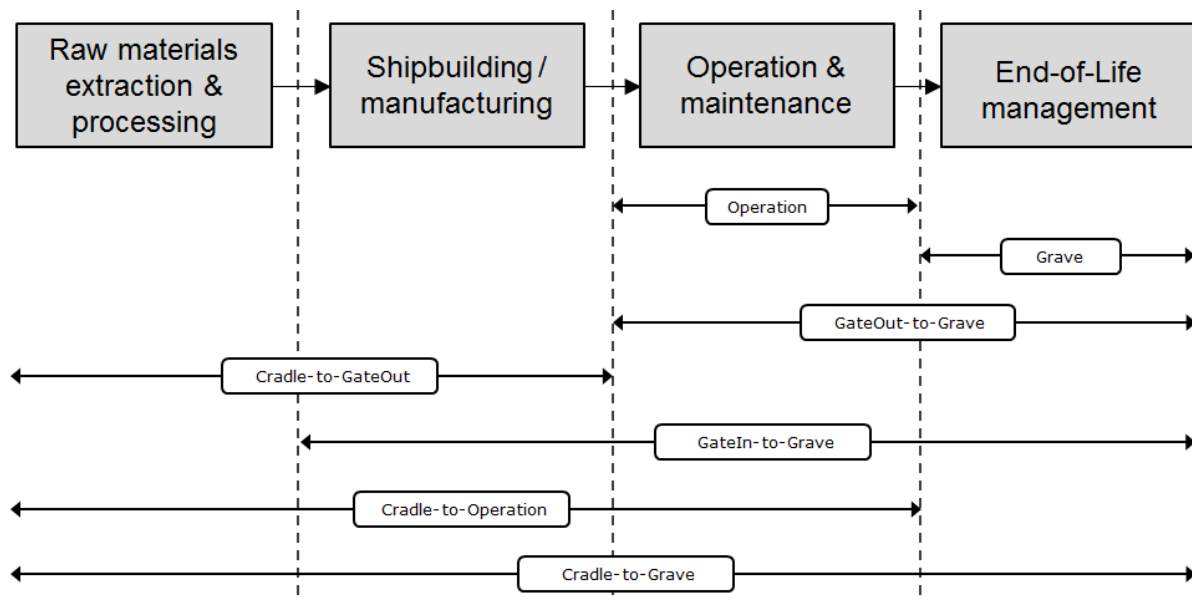 Raw materials
extraction &
processing
Shipbuilding /
manufacturing
Operation &
maintenance
End-of-Life
management
Operation
Grave
GateOut-to-Grave
Cradle-to-GateOut
GateIn-to-Grave
Cradle-to-Operation
Cradle-to-Grave